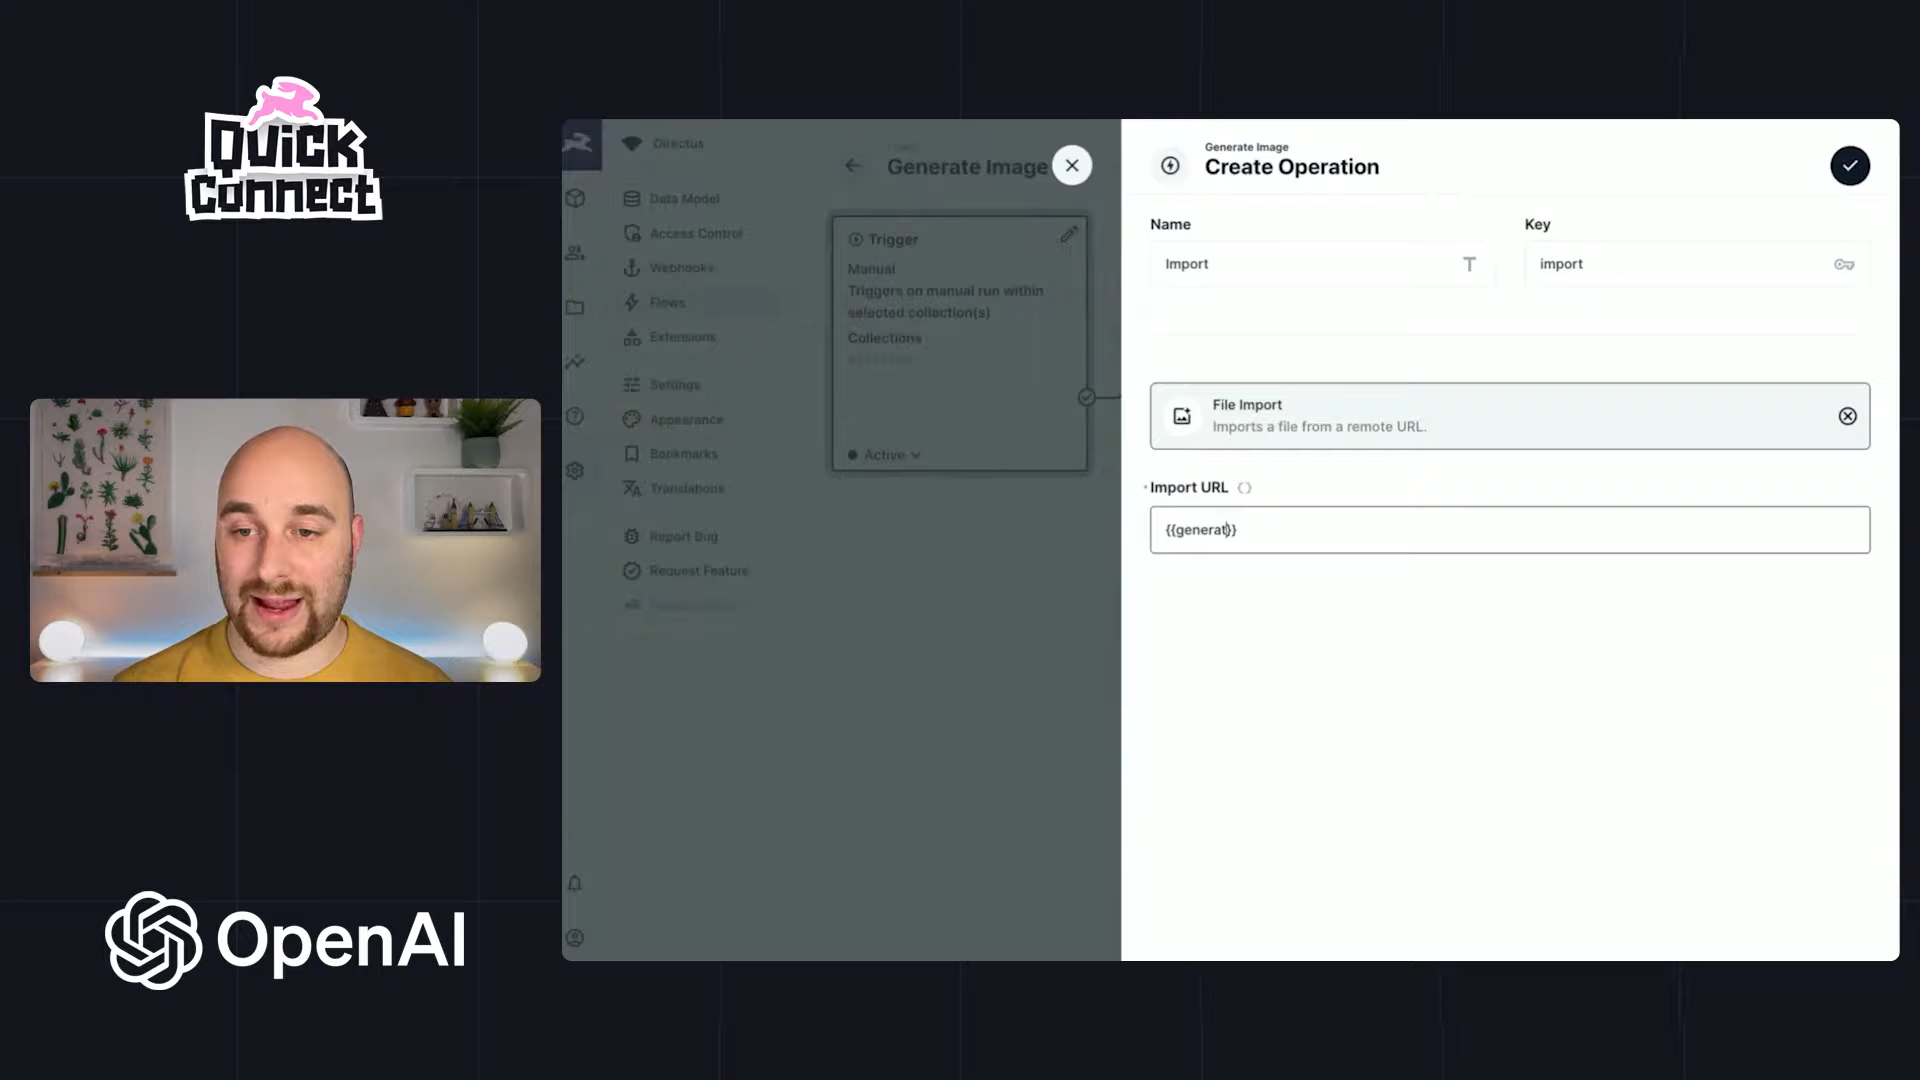 Quick
Connect
OpenAI
Directus
Data Model
Access Control
Webhooks
Flows
Extensions
Settings
Appearance
Bookmarks
Translations
Report Bug
Request Feature
Generate Image
Trigger
Manual
Triggers on manual run within
selected collection(s)
Collections
Active
Generate Image
Create Operation
Name
Key
Import
import
File Import
Imports a file from a remote URL.
Import URL
{{generat}}